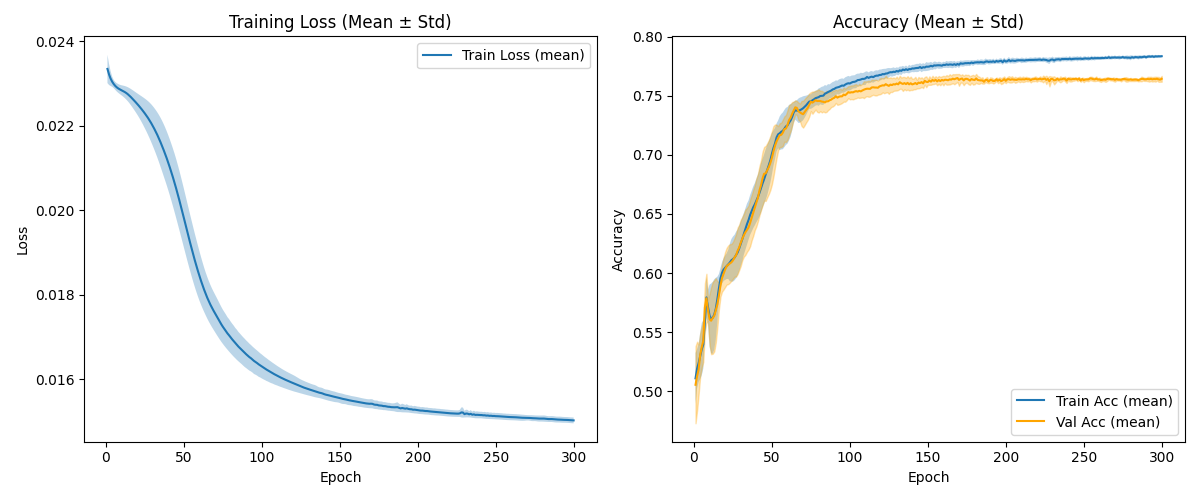 Training Loss (Mean ± Std)
Train Loss (mean)
0.024
0.022
0.020
0.018
0.016
Loss
0
50
100
150
200
250
300
Epoch
Accuracy (Mean ± Std)
0.80
0.75
0.70
0.65
0.60
0.55
0.50
Accuracy
Train Acc (mean)
Val Acc (mean)
0
50
100
150
200
250
300
Epoch